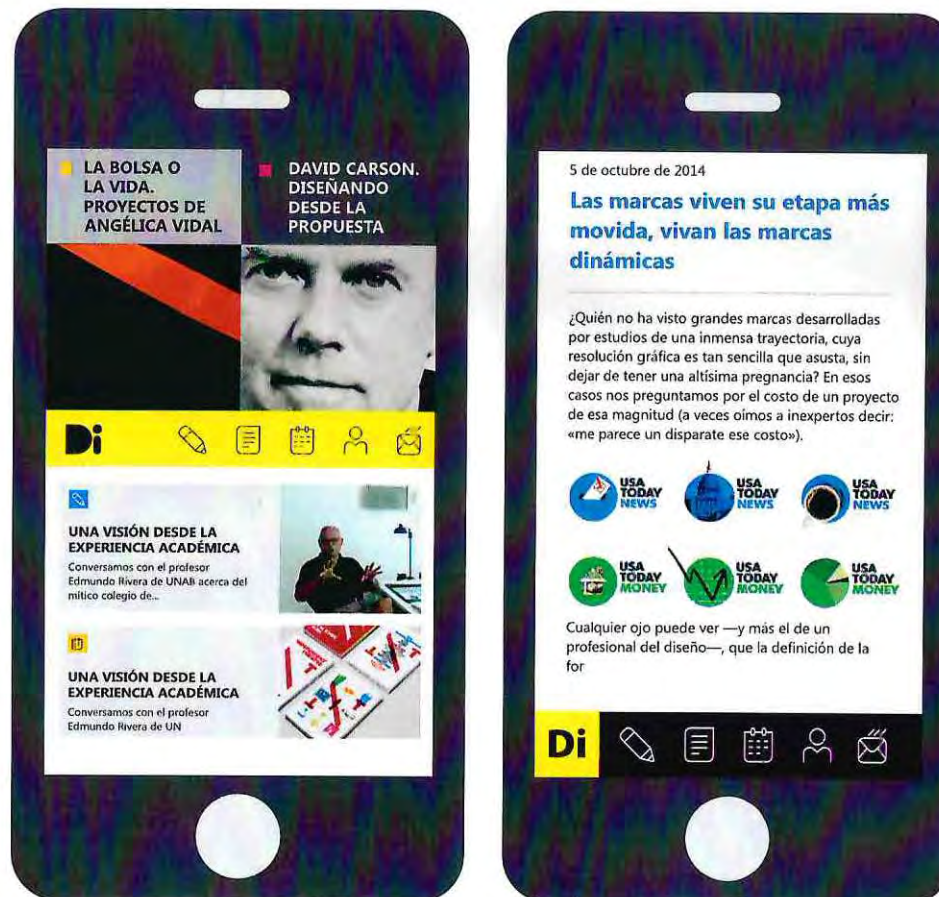 LA BOLSA O
LA VIDA.
PROYECTOS DE
ANGÉLICA VIDAL
DAVID CARSON.
DISEÑANDO
DESDE LA
PROPUESTA
Di
UNA VISIÓN DESDE LA
EXPERIENCIA ACADÉMICA
Conversamos con el profesor
Edmundo Rivera de UNAB acerca del
mítico colegio de...
UNA VISIÓN DESDE LA
EXPERIENCIA ACADÉMICA
Conversamos con el profesor
Edmundo Rivera de UN
5 de octubre de 2014
Las marcas viven su etapa más
movida, vivan las marcas
dinámicas
¿Quién no ha visto grandes marcas desarrolladas
por estudios de una inmensa trayectoria, cuya
resolución gráfica es tan sencilla que asusta, sin
dejar de tener una altísima pregnancia? En esos
casos nos preguntamos por el costo de un proyecto
de esa magnitud (a veces oímos a inexpertos decir:
«me parece un disparate ese costo»).
USA
TODAY
NEWS
USA
TODAY
NEWS
USA
TODAY
NEWS
USA
TODAY
MONEY
USA
TODAY
MONEY
USA
TODAY
MONEY
Cualquier ojo puede ver —y más el de un
profesional del diseño—, que la definición de la
for
Di